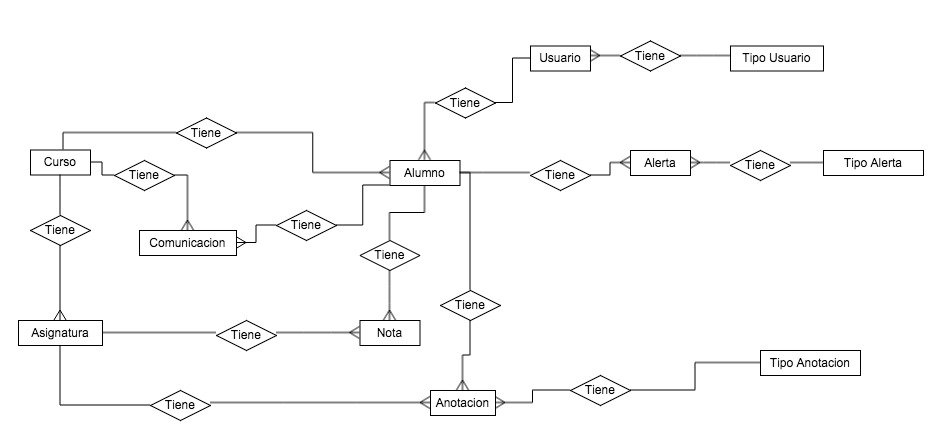 Usuario
Tiene
Tipo Usuario
Tiene
Tiene
Curso
Tiene
Alumno
Tiene
Alerta
Tiene
Tipo Alerta
Tiene
Tiene
Comunicacion
Tiene
Tiene
Asignatura
Tiene
Nota
Tiene
Tipo Anotacion
Tiene
Anotacion
Tiene